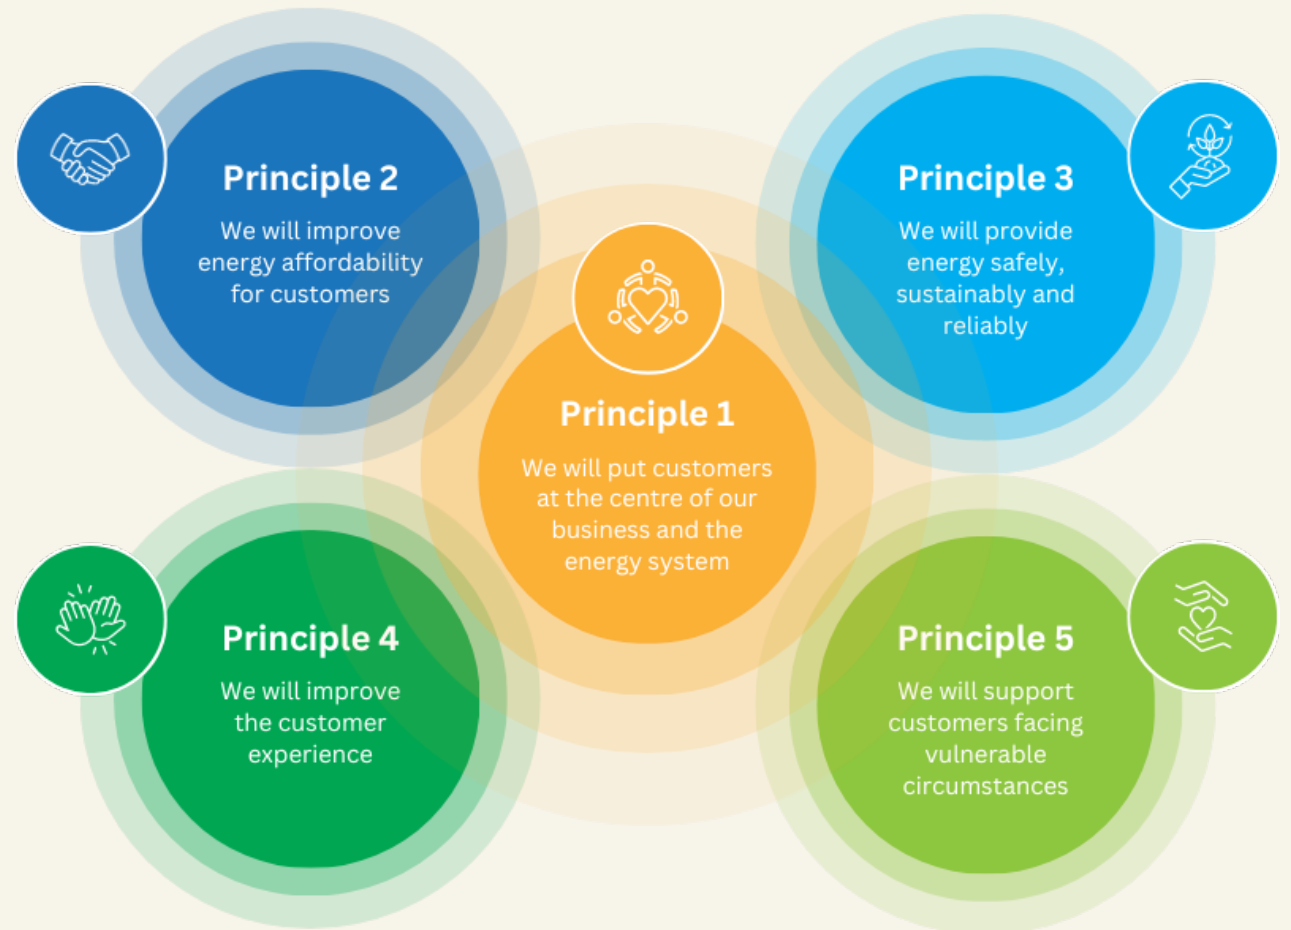 Principle 1
We will put customers
at the centre of our
business and the
energy system
Principle 2
We will improve
energy affordability
for customers
Principle 3
We will provide
energy safely,
sustainably and
reliably
Principle 4
We will improve
the customer
experience
Principle 5
We will support
customers facing
vulnerable
circumstances